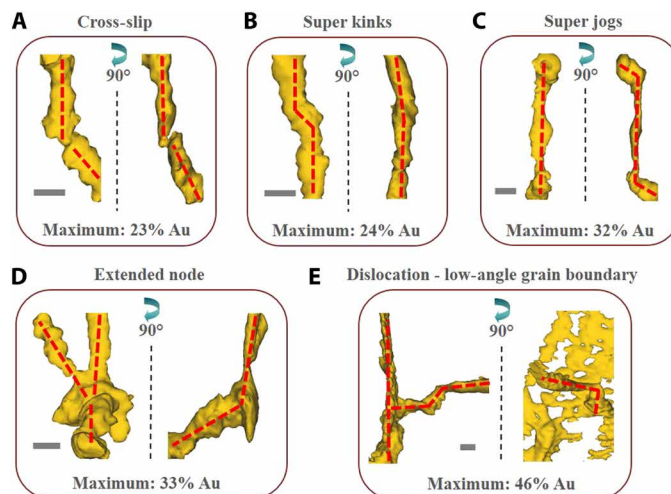 A Cross-slip
90°
Maximum: 23% Au
B Super kinks
90°
Maximum: 24% Au
C Super jogs
90°
Maximum: 32% Au
D Extended node
90°
Maximum: 33% Au
E Dislocation - low-angle grain boundary
90°
Maximum: 46% Au